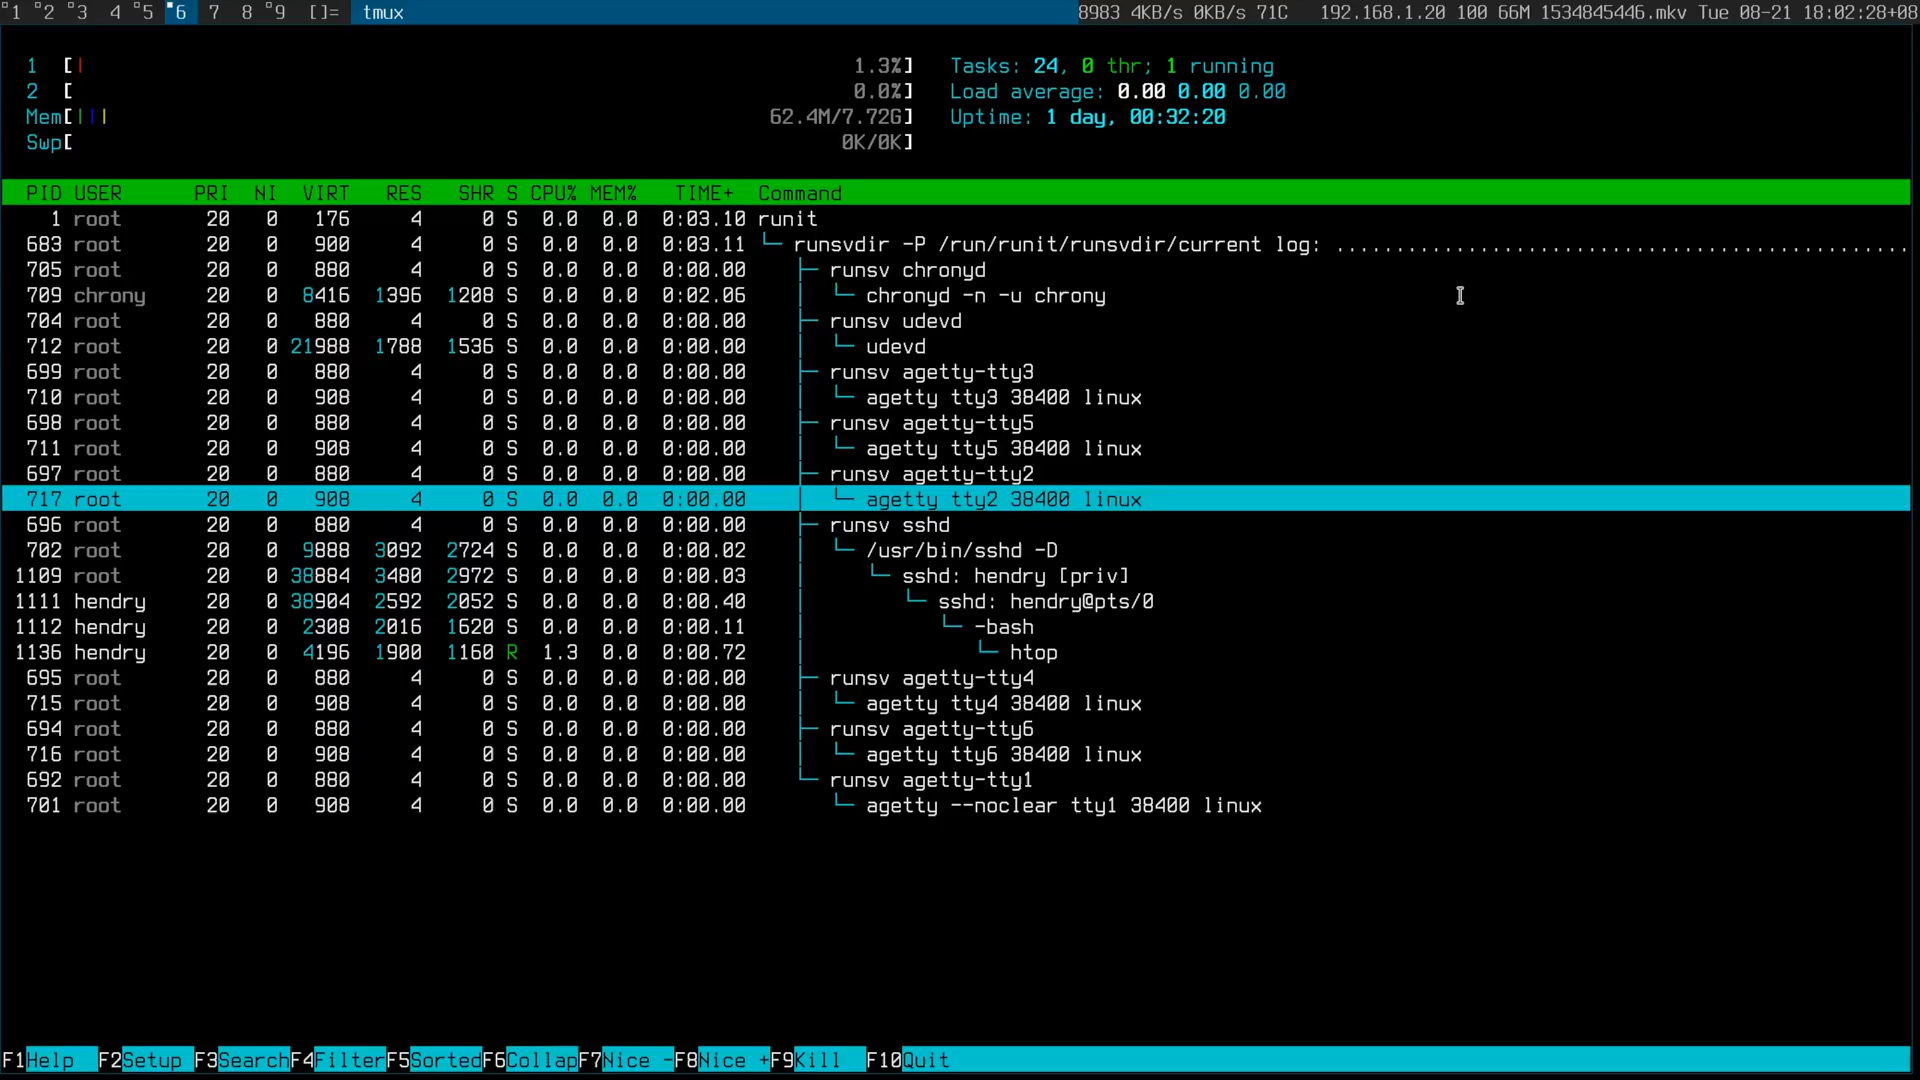 1 2 3 4 5 6 7 8 9 []= tmux 8983 4KB/s 0KB/s 71C 192.168.1.20 100 66M 1534845446.mkv Tue 08-21 18:02:28+08
1 [| 1.3%] Tasks: 24, 0 thr; 1 running
2 [ 0.0%] Load average: 0.00 0.00 0.00
Mem[||| 62.4M/7.72G] Uptime: 1 day, 00:32:20
Swp[ 0K/0K]
PID USER PRI NI VIRT RES SHR S CPU% MEM% TIME+ Command
1 root 20 0 176 4 0 S 0.0 0.0 0:03.10 runit
683 root 20 0 900 4 0 S 0.0 0.0 0:03.11 └─ runsvdir -P /run/runit/runsvdir/current log: ................................................
705 root 20 0 880 4 0 S 0.0 0.0 0:00.00 ├─ runsv chronyd
709 chrony 20 0 8416 1396 1208 S 0.0 0.0 0:02.06 │ └─ chronyd -n -u chrony
704 root 20 0 880 4 0 S 0.0 0.0 0:00.00 ├─ runsv udevd
712 root 20 0 21988 1788 1536 S 0.0 0.0 0:00.00 │ └─ udevd
699 root 20 0 880 4 0 S 0.0 0.0 0:00.00 ├─ runsv agetty-tty3
710 root 20 0 908 4 0 S 0.0 0.0 0:00.00 │ └─ agetty tty3 38400 linux
698 root 20 0 880 4 0 S 0.0 0.0 0:00.00 ├─ runsv agetty-tty5
711 root 20 0 908 4 0 S 0.0 0.0 0:00.00 │ └─ agetty tty5 38400 linux
697 root 20 0 880 4 0 S 0.0 0.0 0:00.00 ├─ runsv agetty-tty2
717 root 20 0 908 4 0 S 0.0 0.0 0:00.00 │ └─ agetty tty2 38400 linux
696 root 20 0 880 4 0 S 0.0 0.0 0:00.00 ├─ runsv sshd
702 root 20 0 9888 3092 2724 S 0.0 0.0 0:00.02 │ └─ /usr/bin/sshd -D
1109 root 20 0 38884 3480 2972 S 0.0 0.0 0:00.03 │ └─ sshd: hendry [priv]
1111 hendry 20 0 38904 2592 2052 S 0.0 0.0 0:00.40 │ └─ sshd: hendry@pts/0
1112 hendry 20 0 2308 2016 1620 S 0.0 0.0 0:00.11 │ └─ -bash
1136 hendry 20 0 4196 1900 1160 R 1.3 0.0 0:00.72 │ └─ htop
695 root 20 0 880 4 0 S 0.0 0.0 0:00.00 ├─ runsv agetty-tty4
715 root 20 0 908 4 0 S 0.0 0.0 0:00.00 │ └─ agetty tty4 38400 linux
694 root 20 0 880 4 0 S 0.0 0.0 0:00.00 ├─ runsv agetty-tty6
716 root 20 0 908 4 0 S 0.0 0.0 0:00.00 │ └─ agetty tty6 38400 linux
692 root 20 0 880 4 0 S 0.0 0.0 0:00.00 └─ runsv agetty-tty1
701 root 20 0 908 4 0 S 0.0 0.0 0:00.00 └─ agetty --noclear tty1 38400 linux
F1Help F2Setup F3SearchF4FilterF5SortedF6CollapF7Nice -F8Nice +F9Kill F10Quit